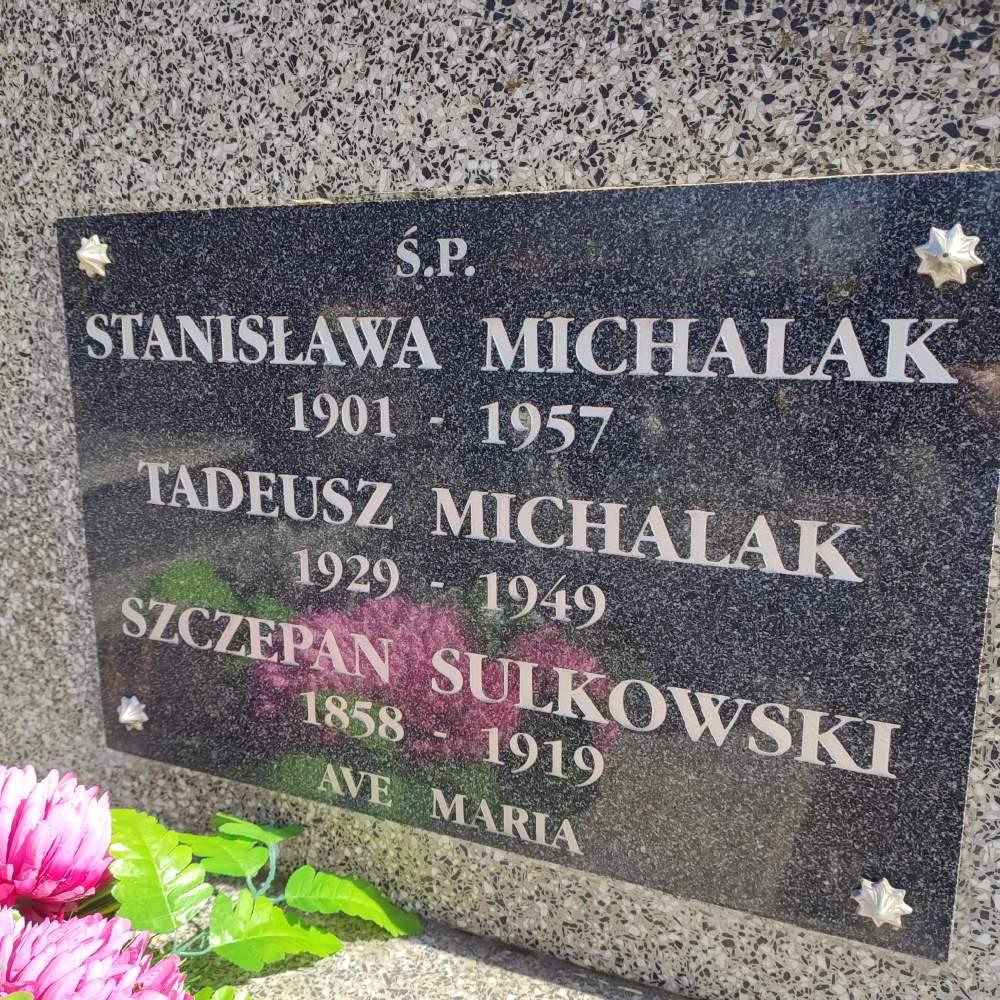 Ś.P.
STANISŁAWA MICHALAK
1901 - 1957
TADEUSZ MICHALAK
1929 - 1949
SZCZEPAN SULKOWSKI
1858 - 1919
AVE MARIA